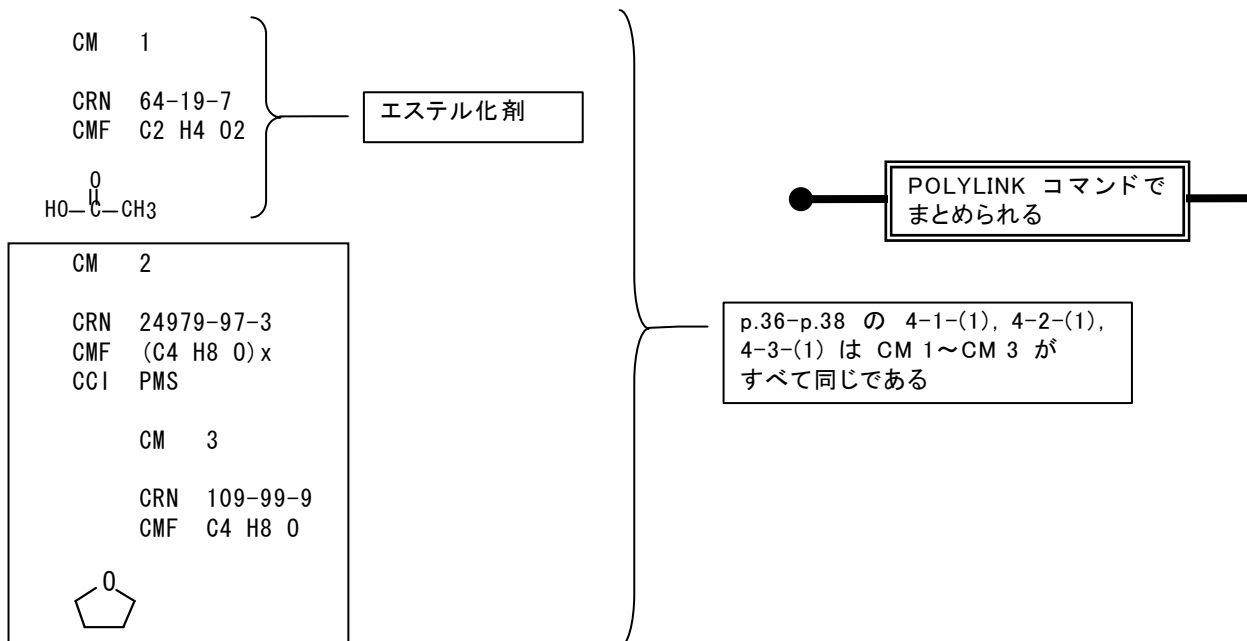 CM 1
CRN 64-19-7
CMF C2 H4 O2
エステル化剤
O
HO-C-CH3
POLYLINK コマンドで
まとめられる
CM 2
CRN 24979-97-3
CMF (C4 H8 O)x
CCI PMS
p.36-p.38 の 4-1-(1), 4-2-(1),
4-3-(1) は CM 1～CM 3 が
すべて同じである
CM 3
CRN 109-99-9
CMF C4 H8 O
O